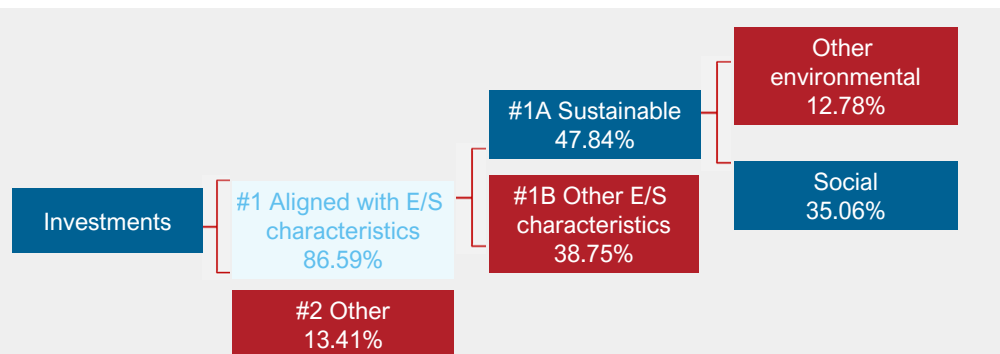 Investments
#1 Aligned with E/S
characteristics
86.59%
#2 Other
13.41%
#1A Sustainable
47.84%
#1B Other E/S
characteristics
38.75%
Other
environmental
12.78%
Social
35.06%